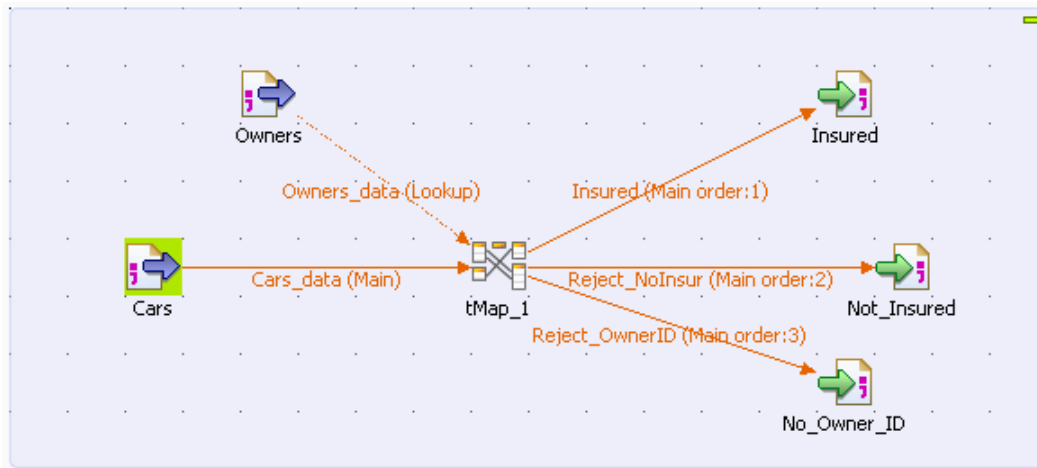 Owners
Insured
Owners_data (Lookup)
Insured (Main order:1)
Cars_data (Main)
Reject_NoInsur (Main order:2)
Cars
tMap_1
Not_Insured
Reject_OwnerID (Main order:3)
No_Owner_ID